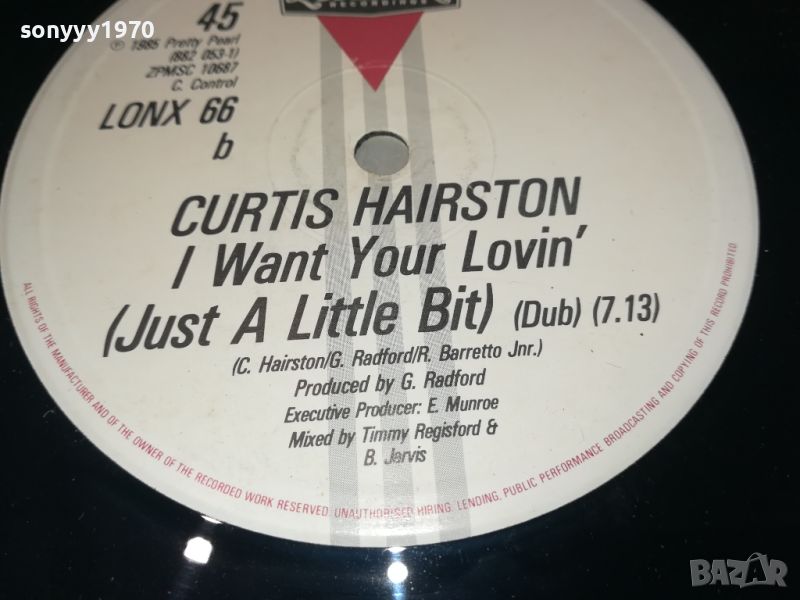 sonyyy1970
RECORDINGS
45
℗ 1985 Pretty Pearl
(882 053-1)
ZPMSC 10687
C. Control
LONX 66
b
CURTIS HAIRSTON
I Want Your Lovin'
(Just A Little Bit) (Dub) (7.13)
(C. Hairston/G. Radford/R. Barretto Jnr.)
Produced by G. Radford
Executive Producer: E. Munroe
Mixed by Timmy Regisford &
B. Jarvis
ALL RIGHTS OF THE MANUFACTURER AND OF THE OWNER OF THE RECORDED WORK RESERVED. UNAUTHORISED HIRING, LENDING, PUBLIC PERFORMANCE BROADCASTING AND COPYING OF THIS RECORD PROHIBITED
BAZAR